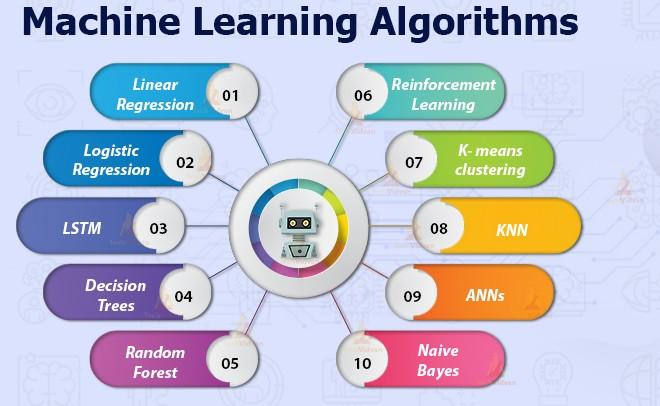 Machine Learning Algorithms
Linear
Regression
01
Logistic
Regression
02
LSTM
03
Decision
Trees
04
Random
Forest
05
06
Reinforcement
Learning
07
K- means
clustering
08
KNN
09
ANNs
10
Naive
Bayes